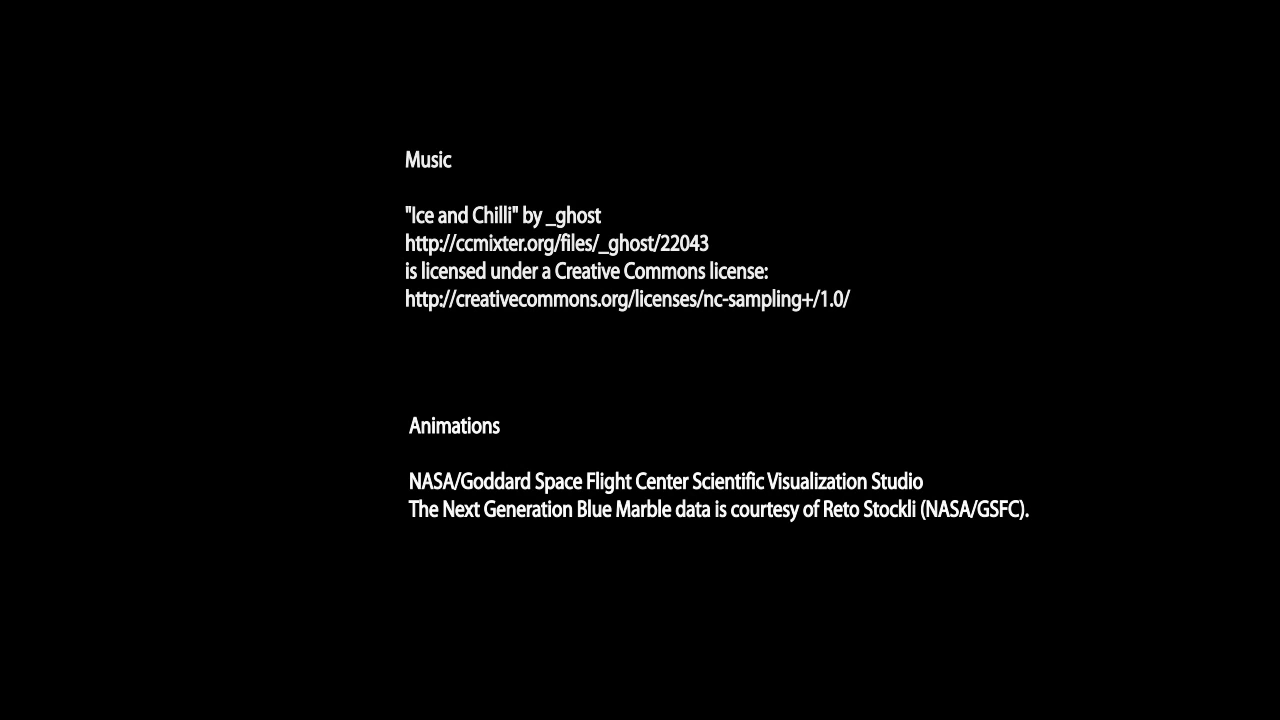 Music
"Ice and Chilli" by _ghost
http://ccmixter.org/files/_ghost/22043
is licensed under a Creative Commons license:
http://creativecommons.org/licenses/nc-sampling+/1.0/
Animations
NASA/Goddard Space Flight Center Scientific Visualization Studio
The Next Generation Blue Marble data is courtesy of Reto Stockli (NASA/GSFC).